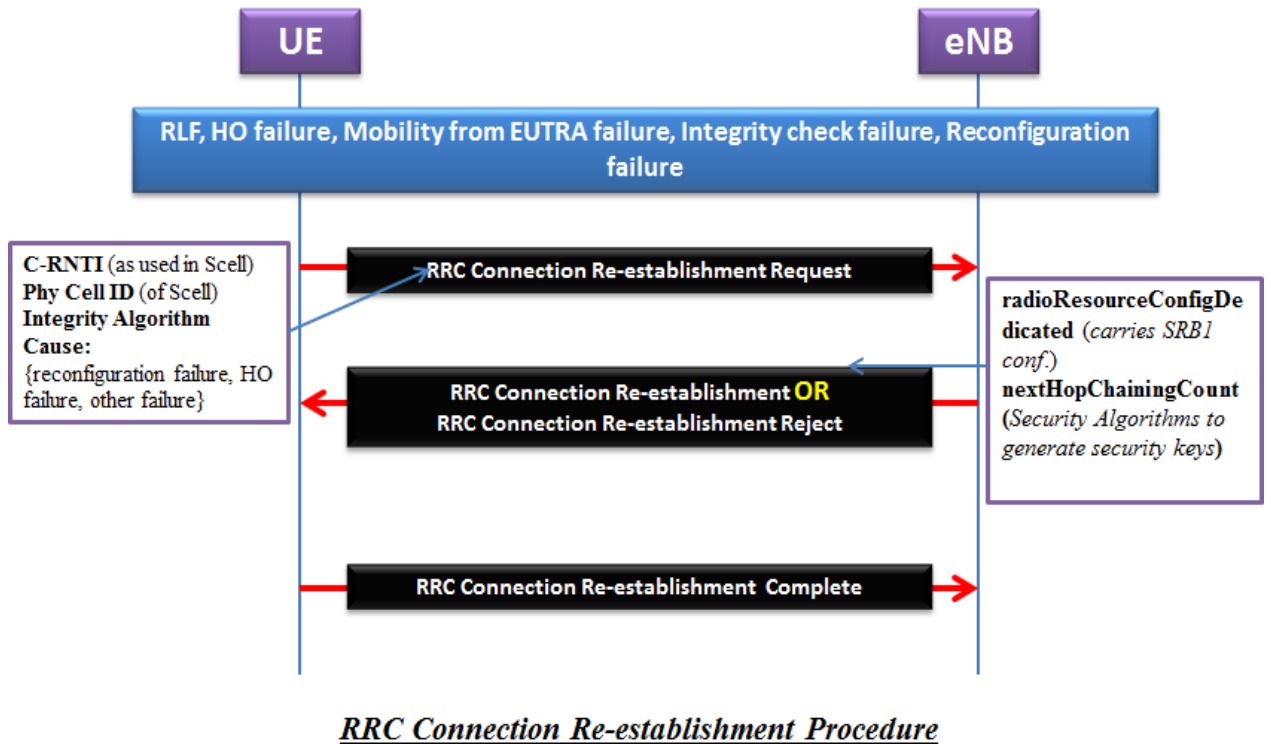 UE
eNB
RLF, HO failure, Mobility from EUTRA failure, Integrity check failure, Reconfiguration
failure
C-RNTI (as used in Scell)
Phy Cell ID (of Scell)
Integrity Algorithm
Cause:
{reconfiguration failure, HO
failure, other failure}
RRC Connection Re-establishment Request
radioResourceConfigDe
dicated (carries SRB1
conf.)
nextHopChainingCount
(Security Algorithms to
generate security keys)
RRC Connection Re-establishment OR
RRC Connection Re-establishment Reject
RRC Connection Re-establishment Complete
RRC Connection Re-establishment Procedure